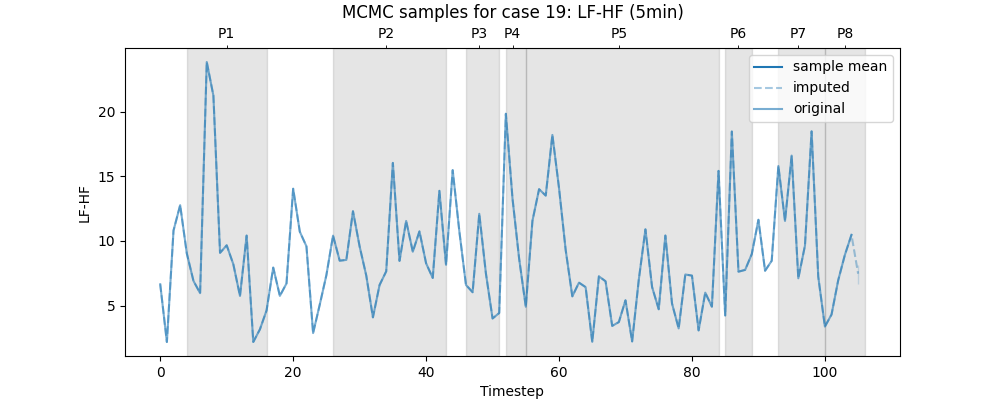 MCMC samples for case 19: LF-HF (5min)
P1 P2 P3 P4 P5 P6 P7 P8
sample mean
imputed
original
20
15
10
5
LF-HF
0 20 40 60 80 100
Timestep